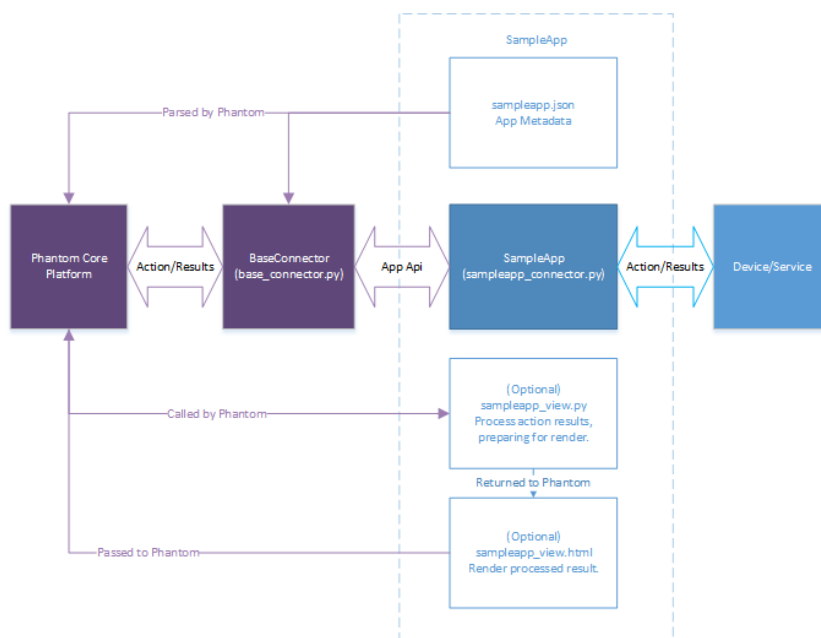 SampleApp
sampleapp.json
App Metadata
Parsed by Phantom
Phantom Core
Platform
Action/Results
BaseConnector
(base_connector.py)
App Api
SampleApp
(sampleapp_connector.py)
Action/Results
Device/Service
(Optional)
sampleapp_view.py
Process action results,
preparing for render.
Called by Phantom
Returned to Phantom
(Optional)
sampleapp_view.html
Render processed result.
Passed to Phantom